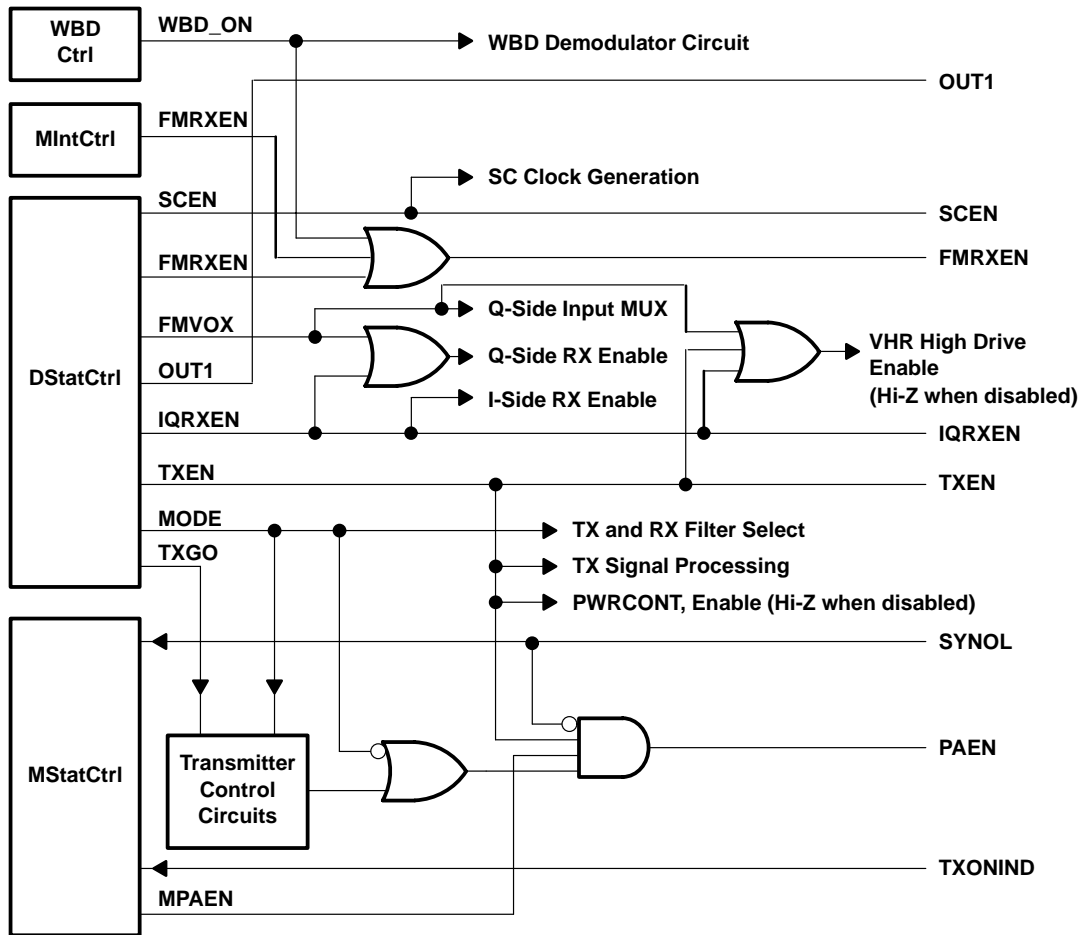 WBD
Ctrl
WBD_ON
WBD Demodulator Circuit
OUT1
MIntCtrl
FMRXEN
SC Clock Generation
DStatCtrl
SCEN
SCEN
FMRXEN
FMRXEN
FMVOX
Q-Side Input MUX
Q-Side RX Enable
VHR High Drive
Enable
(Hi-Z when disabled)
OUT1
I-Side RX Enable
IQRXEN
IQRXEN
TXEN
TXEN
MODE
TX and RX Filter Select
TXGO
TX Signal Processing
PWRCONT, Enable (Hi-Z when disabled)
SYNOL
MStatCtrl
Transmitter
Control
Circuits
PAEN
TXONIND
MPAEN